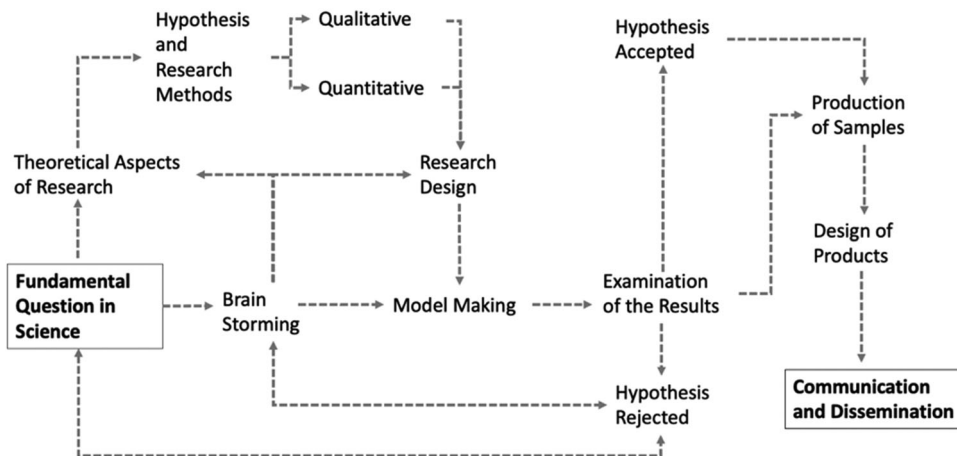 Hypothesis
and
Research
Methods
Qualitative
Quantitative
Hypothesis
Accepted
Production
of Samples
Theoretical Aspects
of Research
Research
Design
Design of
Products
Fundamental
Question in
Science
Brain
Storming
Model Making
Examination
of the Results
Hypothesis
Rejected
Communication
and Dissemination